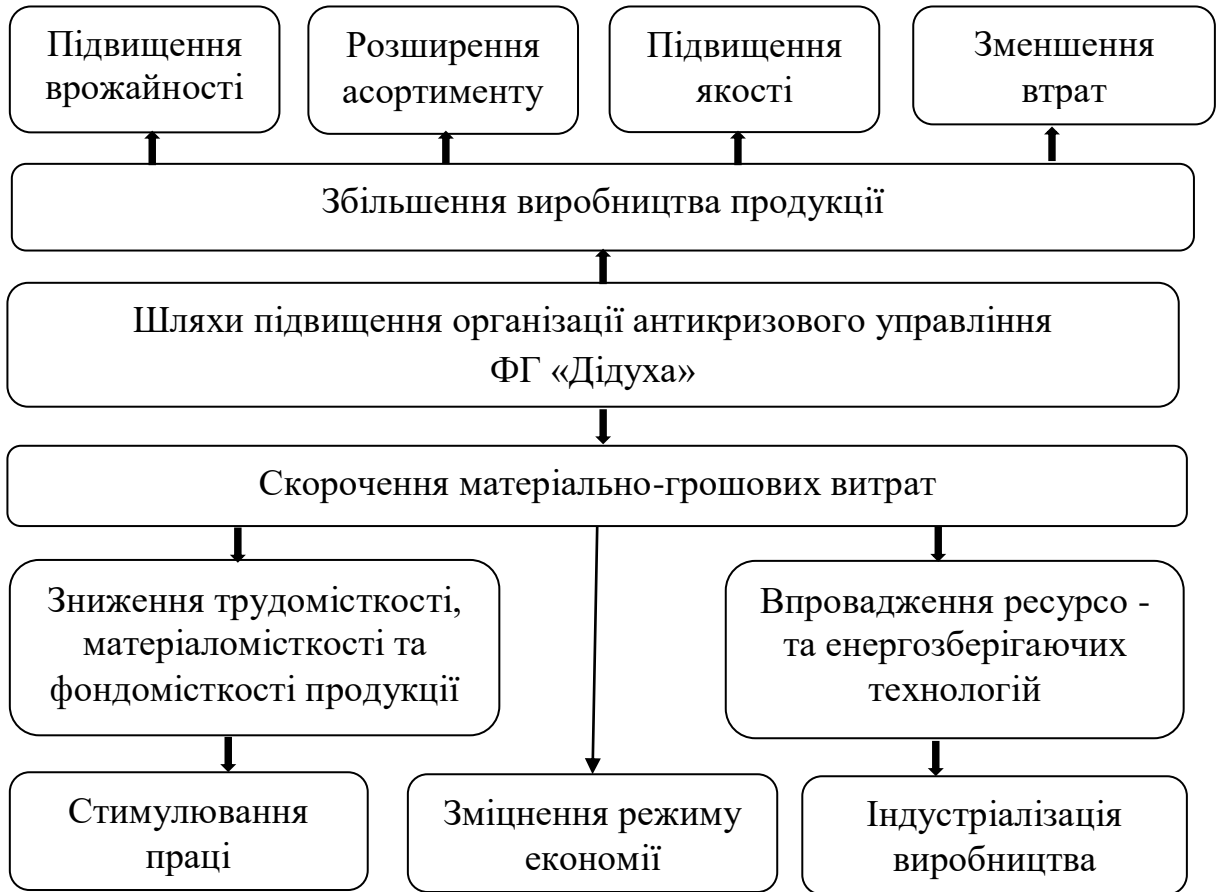 Підвищення
врожайності
Розширення
асортименту
Підвищення
якості
Зменшення
втрат
Збільшення виробництва продукції
Шляхи підвищення організації антикризового управління
ФГ «Дідуха»
Скорочення матеріально-грошових витрат
Зниження трудомісткості,
матеріаломісткості та
фондомісткості продукції
Впровадження ресурсо -
та енергозберігаючих
технологій
Стимулювання
праці
Зміцнення режиму
економії
Індустріалізація
виробництва